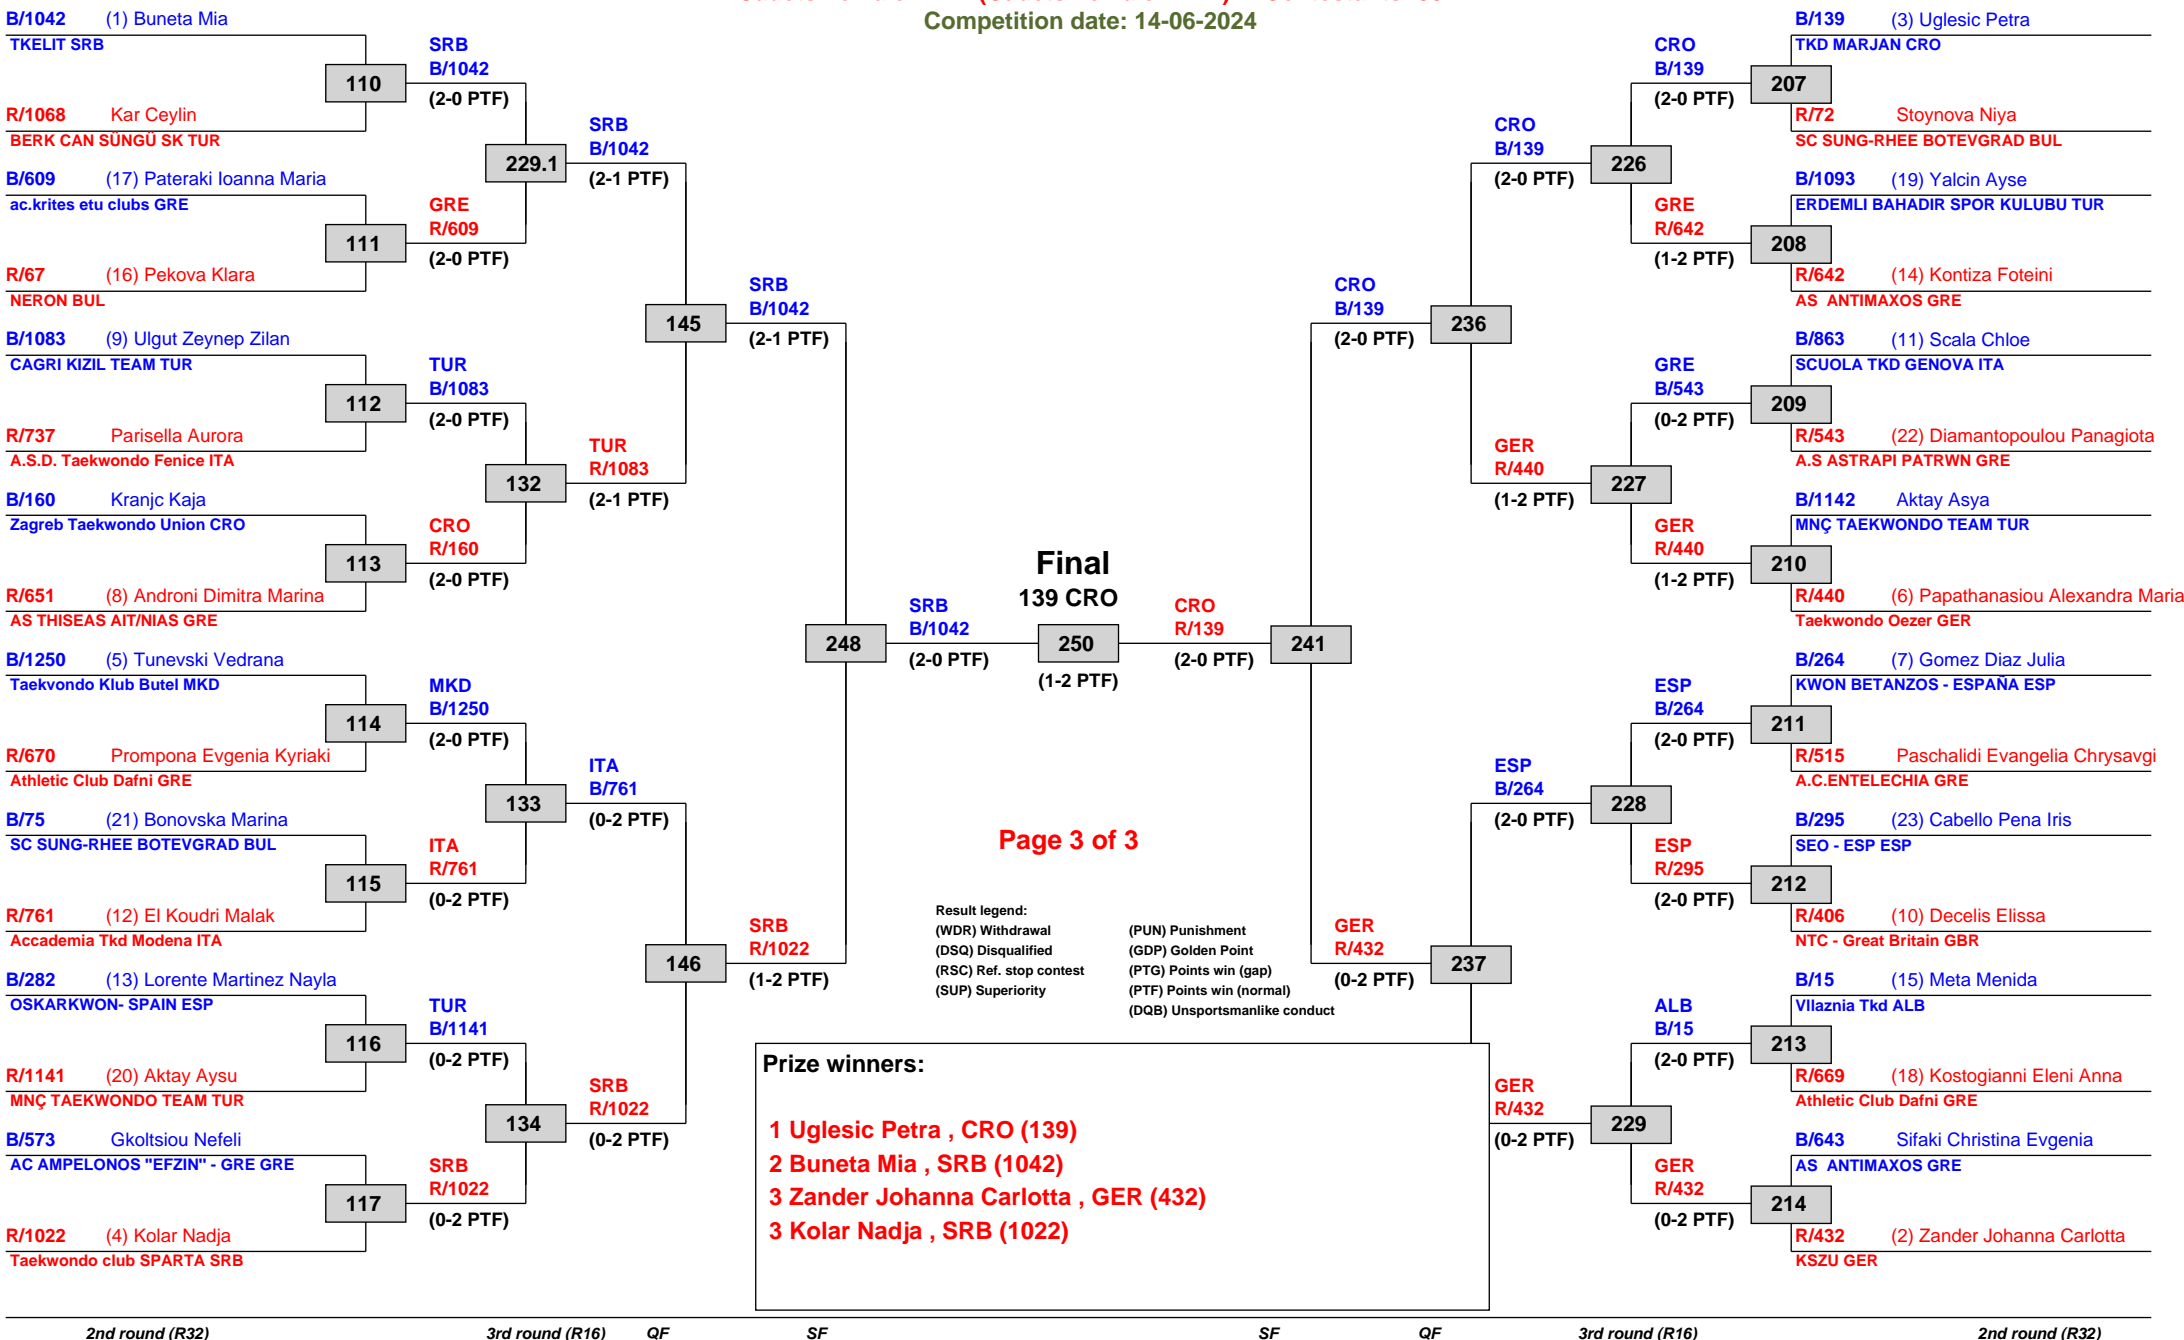 Competition date: 14-06-2024
B/1042 (1) Buneta Mia
TKELIT SRB
110
R/1068 Kar Ceylin
BERK CAN SÜNGÜ SK TUR
B/609 (17) Pateraki Ioanna Maria
ac.krites etu clubs GRE
111
R/67 (16) Pekova Klara
NERON BUL
B/1083 (9) Ulgut Zeynep Zilan
CAGRI KIZIL TEAM TUR
112
R/737 Parisella Aurora
A.S.D. Taekwondo Fenice ITA
B/160 Kranjc Kaja
Zagreb Taekwondo Union CRO
113
R/651 (8) Androni Dimitra Marina
AS THISEAS AIT/NIAS GRE
B/1250 (5) Tunevski Vedrana
Taekvondo Klub Butel MKD
114
R/670 Prompona Evgenia Kyriaki
Athletic Club Dafni GRE
B/75 (21) Bonovska Marina
SC SUNG-RHEE BOTEVGRAD BUL
115
R/761 (12) El Koudri Malak
Accademia Tkd Modena ITA
B/282 (13) Lorente Martinez Nayla
OSKARKWON- SPAIN ESP
116
R/1141 (20) Aktay Aysu
MNÇ TAEKWONDO TEAM TUR
B/573 Gkoltsiou Nefeli
AC AMPELONOS "EFZIN" - GRE GRE
117
R/1022 (4) Kolar Nadja
Taekwondo club SPARTA SRB
SRB
B/1042
(2-0 PTF)
229.1
GRE
R/609
(2-0 PTF)
TUR
B/1083
(2-0 PTF)
132
CRO
R/160
(2-0 PTF)
MKD
B/1250
(2-0 PTF)
133
ITA
R/761
(0-2 PTF)
TUR
B/1141
(0-2 PTF)
134
SRB
R/1022
(0-2 PTF)
SRB
B/1042
(2-1 PTF)
145
TUR
R/1083
(2-1 PTF)
ITA
B/761
(0-2 PTF)
146
SRB
R/1022
(0-2 PTF)
SRB
B/1042
(2-1 PTF)
248
SRB
R/1022
(1-2 PTF)
SRB
B/1042
(2-0 PTF)
Final
139 CRO
250
(1-2 PTF)
CRO
R/139
(2-0 PTF)
241
CRO
B/139
(2-0 PTF)
236
GER
R/432
(0-2 PTF)
237
CRO
B/139
(2-0 PTF)
226
GER
R/440
(1-2 PTF)
227
ESP
B/264
(2-0 PTF)
228
GER
R/432
(0-2 PTF)
229
CRO
B/139
(2-0 PTF)
GRE
R/642
(1-2 PTF)
GRE
B/543
(0-2 PTF)
GER
R/440
(1-2 PTF)
ESP
B/264
(2-0 PTF)
ESP
R/295
(2-0 PTF)
ALB
B/15
(2-0 PTF)
GER
R/432
(0-2 PTF)
B/139 (3) Uglesic Petra
TKD MARJAN CRO
207
R/72 Stoynova Niya
SC SUNG-RHEE BOTEVGRAD BUL
B/1093 (19) Yalcin Ayse
ERDEMLI BAHADIR SPOR KULUBU TUR
208
R/642 (14) Kontiza Foteini
AS ANTIMAXOS GRE
B/863 (11) Scala Chloe
SCUOLA TKD GENOVA ITA
209
R/543 (22) Diamantopoulou Panagiota
A.S ASTRAPI PATRWN GRE
B/1142 Aktay Asya
MNÇ TAEKWONDO TEAM TUR
210
R/440 (6) Papathanasiou Alexandra Maria
Taekwondo Oezer GER
B/264 (7) Gomez Diaz Julia
KWON BETANZOS - ESPAÑA ESP
211
R/515 Paschalidi Evangelia Chrysavgi
A.C.ENTELECHIA GRE
B/295 (23) Cabello Pena Iris
SEO - ESP ESP
212
R/406 (10) Decelis Elissa
NTC - Great Britain GBR
B/15 (15) Meta Menida
Vllaznia Tkd ALB
213
R/669 (18) Kostogianni Eleni Anna
Athletic Club Dafni GRE
B/643 Sifaki Christina Evgenia
AS ANTIMAXOS GRE
214
R/432 (2) Zander Johanna Carlotta
KSZU GER
Page 3 of 3
Result legend:
(WDR) Withdrawal (PUN) Punishment
(DSQ) Disqualified (GDP) Golden Point
(RSC) Ref. stop contest (PTG) Points win (gap)
(SUP) Superiority (PTF) Points win (normal)
(DQB) Unsportsmanlike conduct
Prize winners:
1 Uglesic Petra , CRO (139)
2 Buneta Mia , SRB (1042)
3 Zander Johanna Carlotta , GER (432)
3 Kolar Nadja , SRB (1022)
2nd round (R32) 3rd round (R16) QF SF SF QF 3rd round (R16) 2nd round (R32)